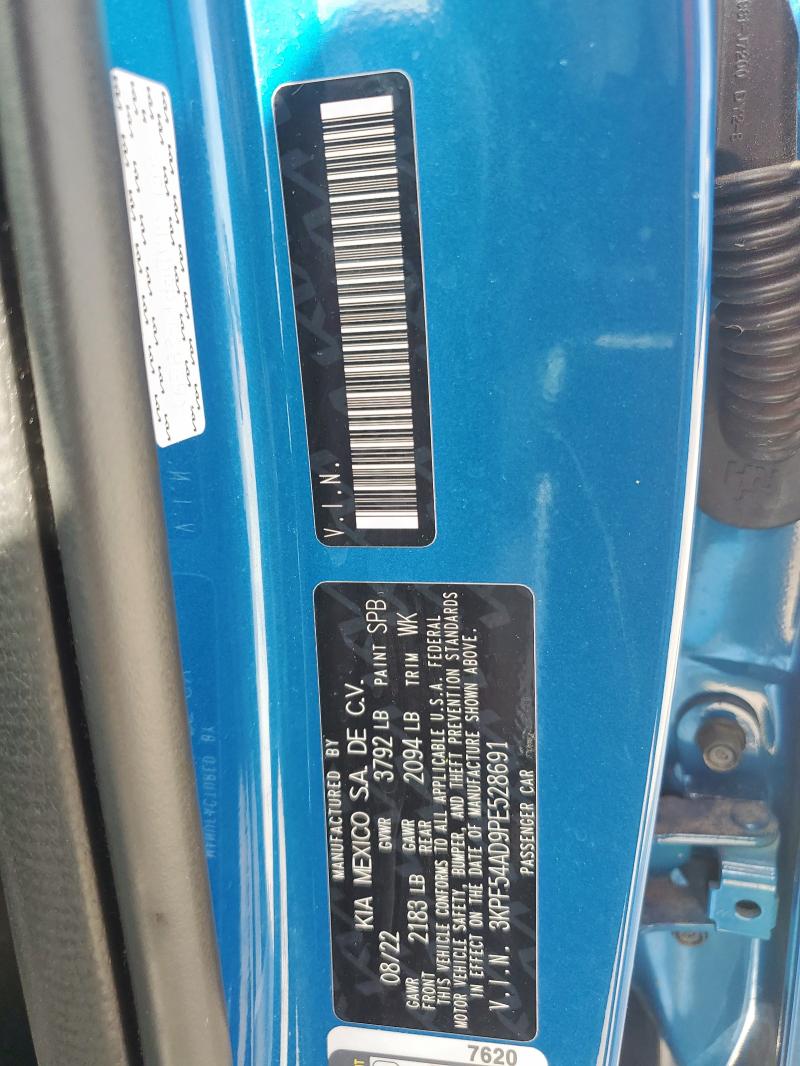 V.I.N.
MANUFACTURED BY
KIA MEXICO S.A. DE C.V.
08/22 GVWR 3792 LB PAINT SPB
GAWR FRONT 2183 LB GAWR REAR 2094 LB TRIM WK
THIS VEHICLE CONFORMS TO ALL APPLICABLE U.S.A. FEDERAL
MOTOR VEHICLE SAFETY, BUMPER, AND THEFT PREVENTION STANDARDS
IN EFFECT ON THE DATE OF MANUFACTURE SHOWN ABOVE.
V.I.N. 3KPF54AD9PE528691
PASSENGER CAR
7620